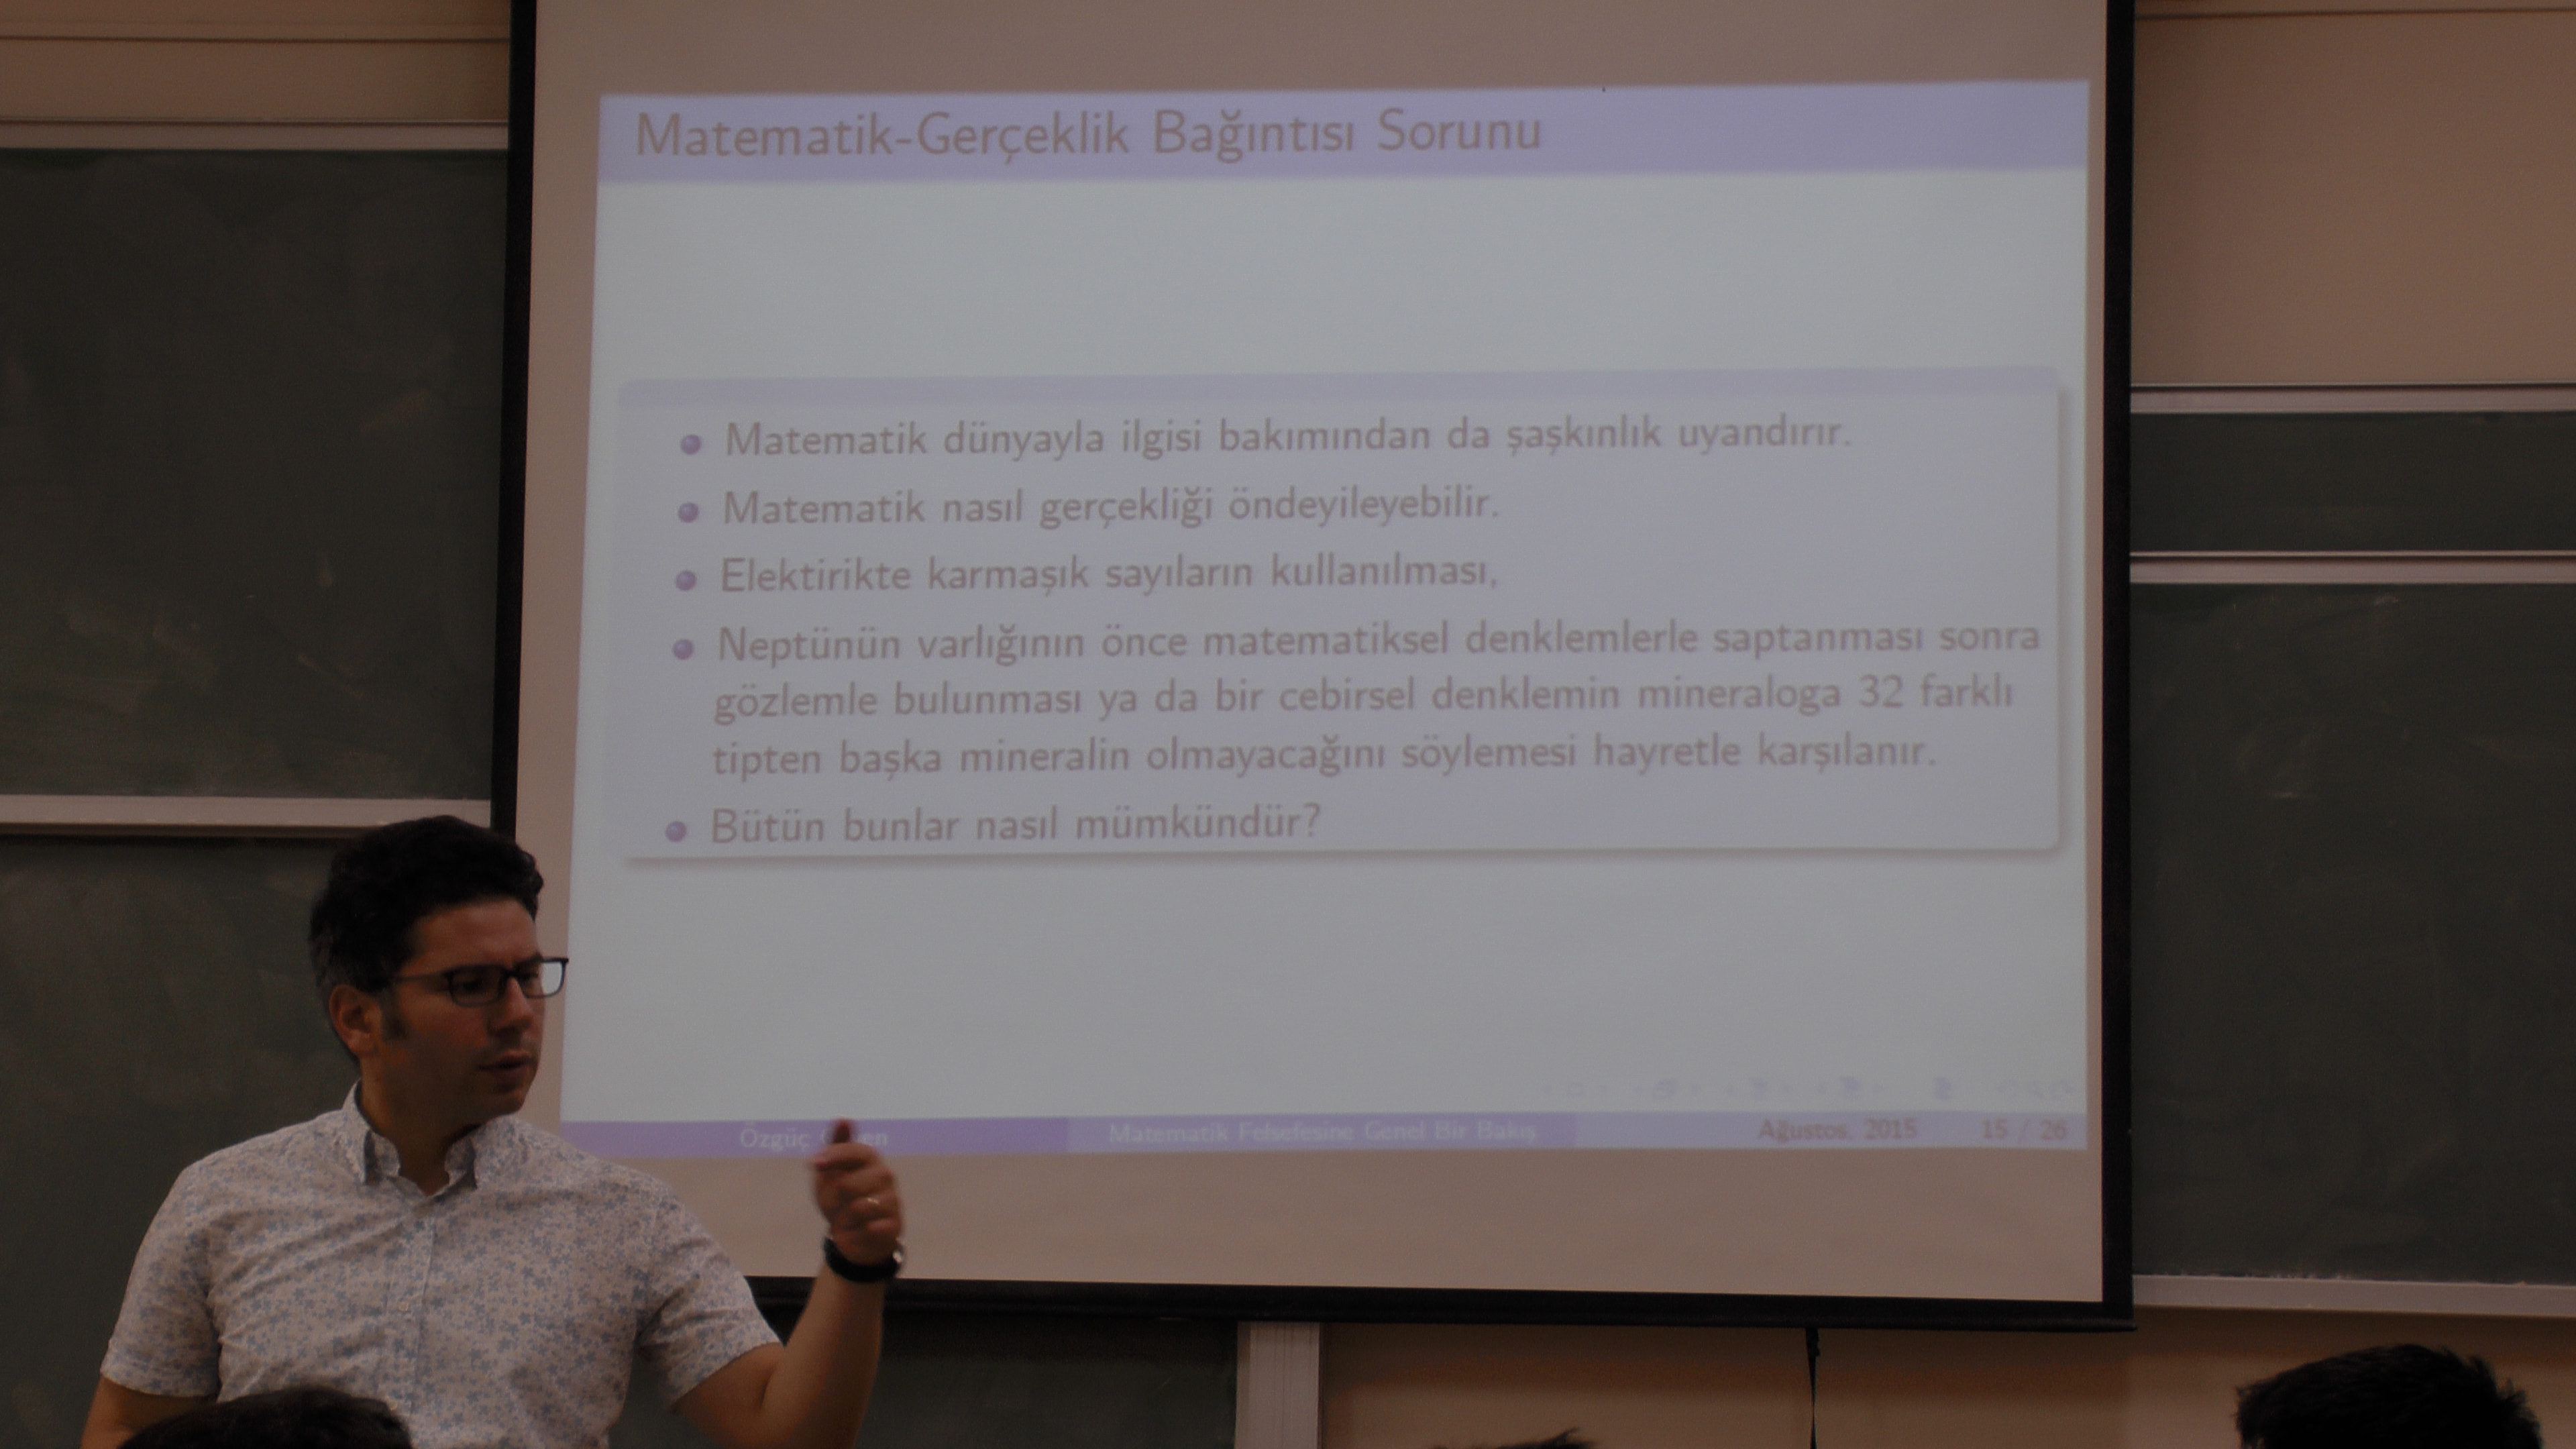 Matematik-Gerçeklik Bağıntısı Sorunu
Matematik dünyayla ilgisi bakımından da şaşkınlık uyandırır.
Matematik nasıl gerçekliği öndeyileyebilir.
Elektirikte karmaşık sayıların kullanılması,
Neptünün varlığının önce matematiksel denklemlerle saptanması sonra
gözlemle bulunması ya da bir cebirsel denklemin mineraloga 32 farklı
tipten başka mineralin olmayacağını söylemesi hayretle karşılanır.
Bütün bunlar nasıl mümkündür?
Özgüç Matematik Felsefesine Genel Bir Bakış Ağustos, 2015 15 / 26